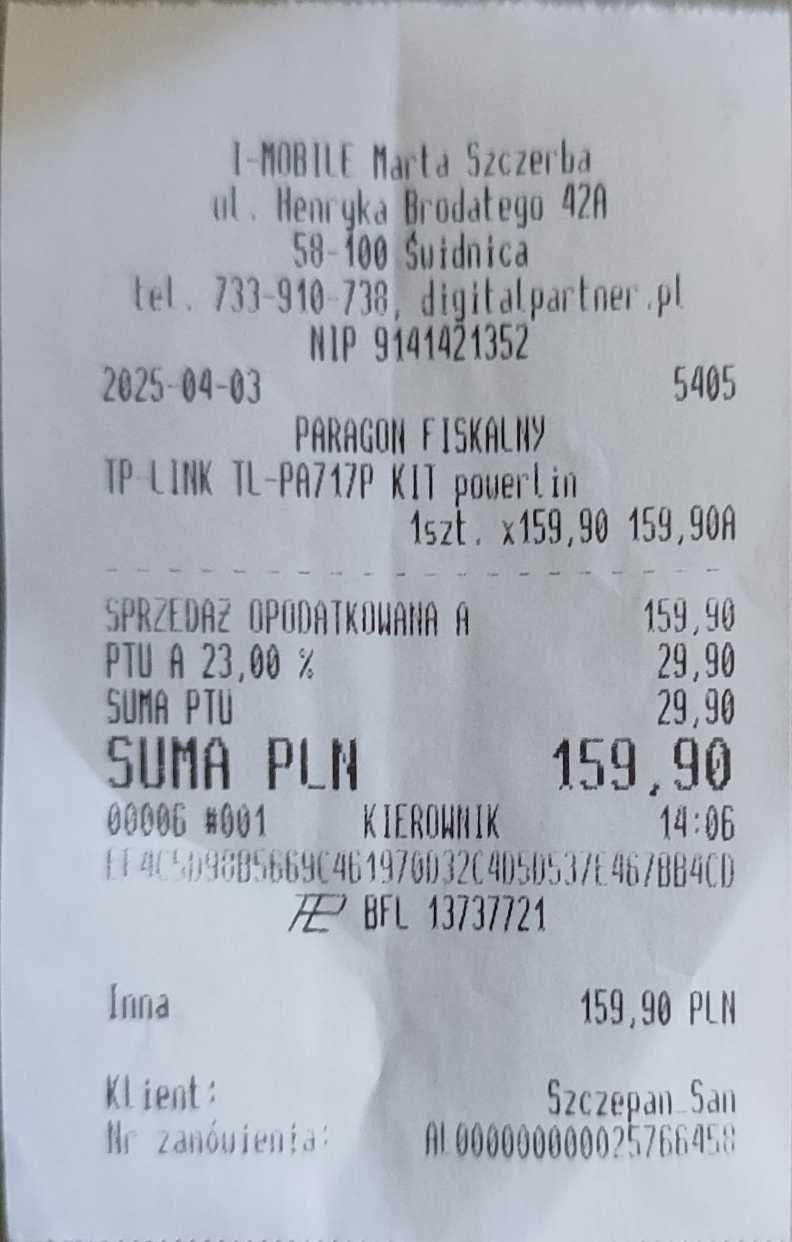 I-MOBILE Marta Szczerba
ul. Henryka Brodatego 42A
58-100 Świdnica
tel. 733-910-738, digitalpartner.pl
NIP 9141421352
2025-04-03 5405
PARAGON FISKALNY
TP-LINK TL-PA717P KIT powerlin
1szt. x159,90 159,90A
SPRZEDAŻ OPODATKOWANA A 159,90
PTU A 23,00 % 29,90
SUMA PTU 29,90
SUMA PLN 159,90
00006 #001 KIEROWNIK 14:06
BFL 13737721
Inna 159,90 PLN
Klient: Szczepan_San
Nr zamówienia: AL000000000025766458